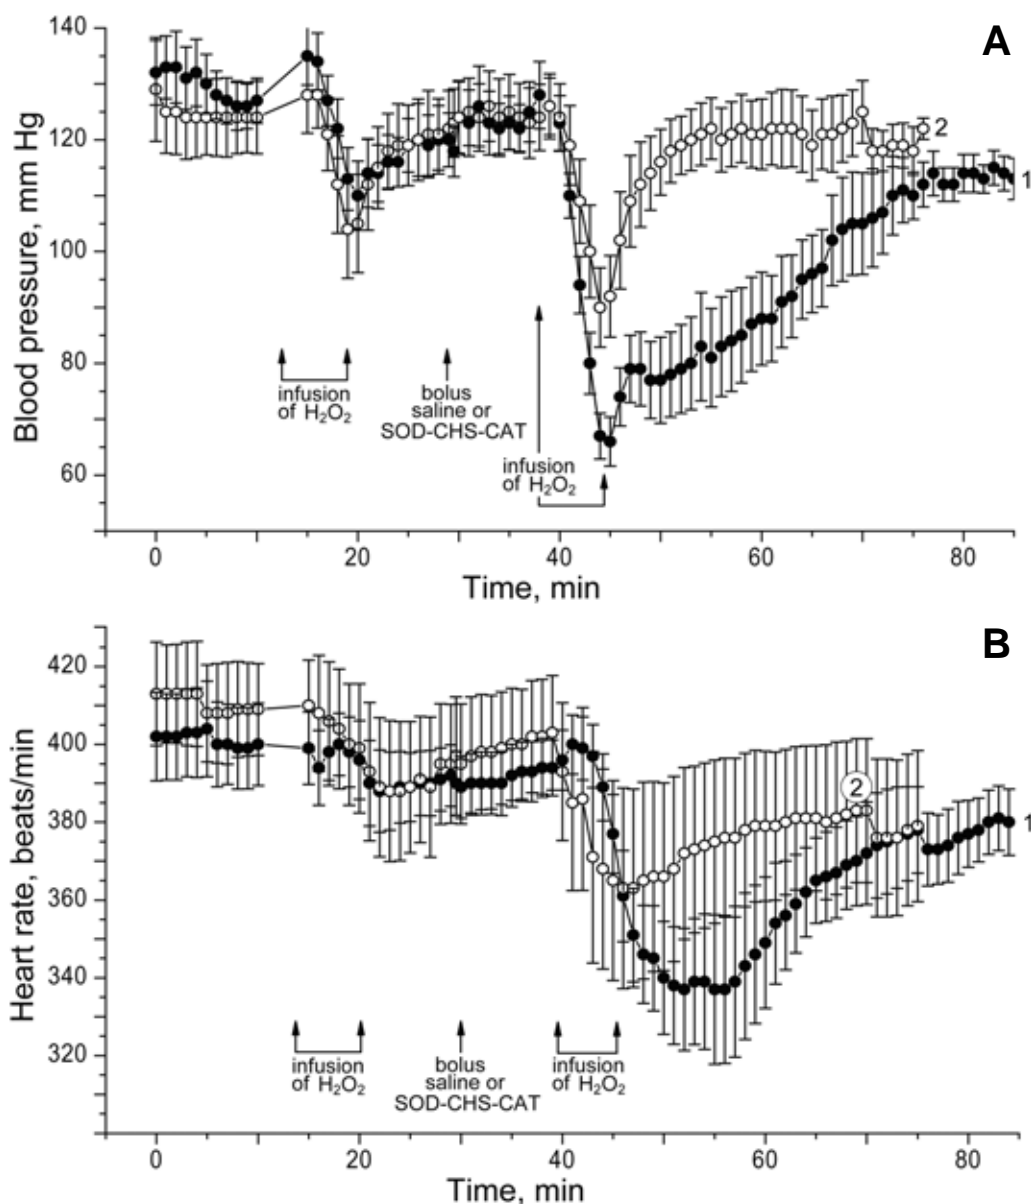 A
140
120
100
80
60
Blood pressure, mm Hg
2
1
infusion
of H₂O₂
bolus
saline or
SOD-CHS-CAT
infusion
of H₂O₂
0
20
40
60
80
Time, min
B
420
400
380
360
340
320
Heart rate, beats/min
2
1
infusion
of H₂O₂
bolus
saline or
SOD-CHS-CAT
infusion
of H₂O₂
0
20
40
60
80
Time, min